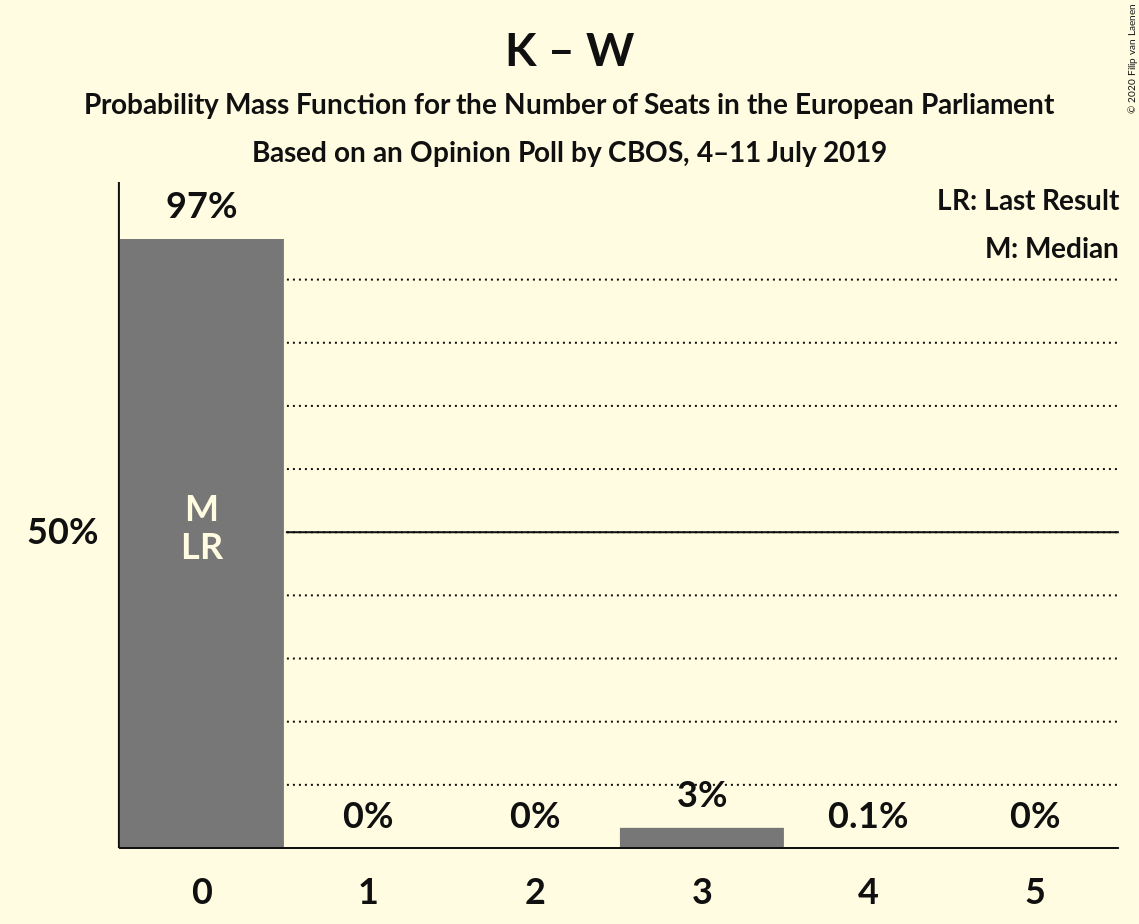 K – W
Probability Mass Function for the Number of Seats in the European Parliament
Based on an Opinion Poll by CBOS, 4–11 July 2019
© 2020 Filip van Laenen
LR: Last Result
M: Median
97%
50%
M
LR
0%
0%
3%
0.1%
0%
0
1
2
3
4
5